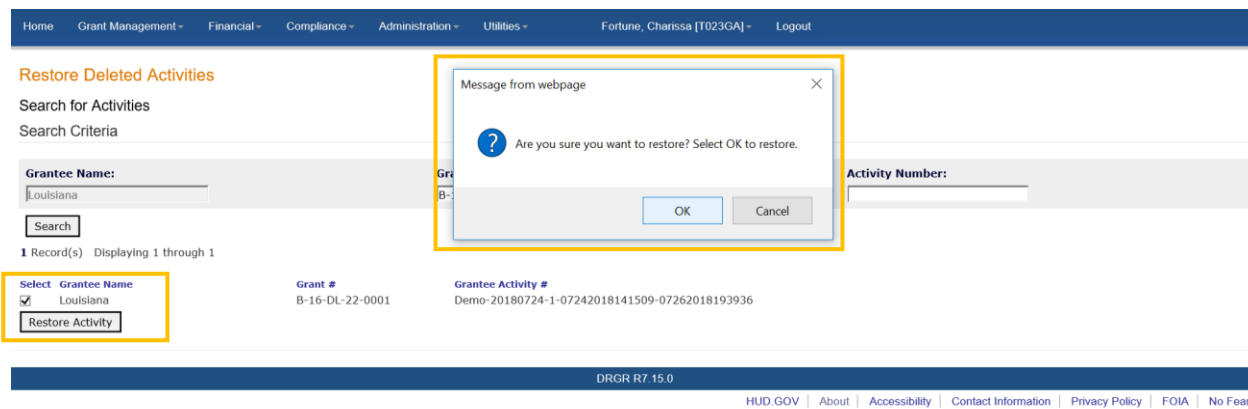 Home Grant Management Financial Compliance Administration Utilities Fortune, Charissa [T023GA] Logout
Restore Deleted Activities
Search for Activities
Search Criteria
Message from webpage
Are you sure you want to restore? Select OK to restore.
OK Cancel
Grantee Name: Gra Activity Number:
Louisiana B-1
Search
1 Record(s) Displaying 1 through 1
Select Grantee Name Grant # Grantee Activity #
Louisiana B-16-DL-22-0001 Demo-20180724-1-07242018141509-07262018193936
Restore Activity
DRGR R7.15.0
HUD.GOV | About | Accessibility | Contact Information | Privacy Policy | FOIA | No Fear